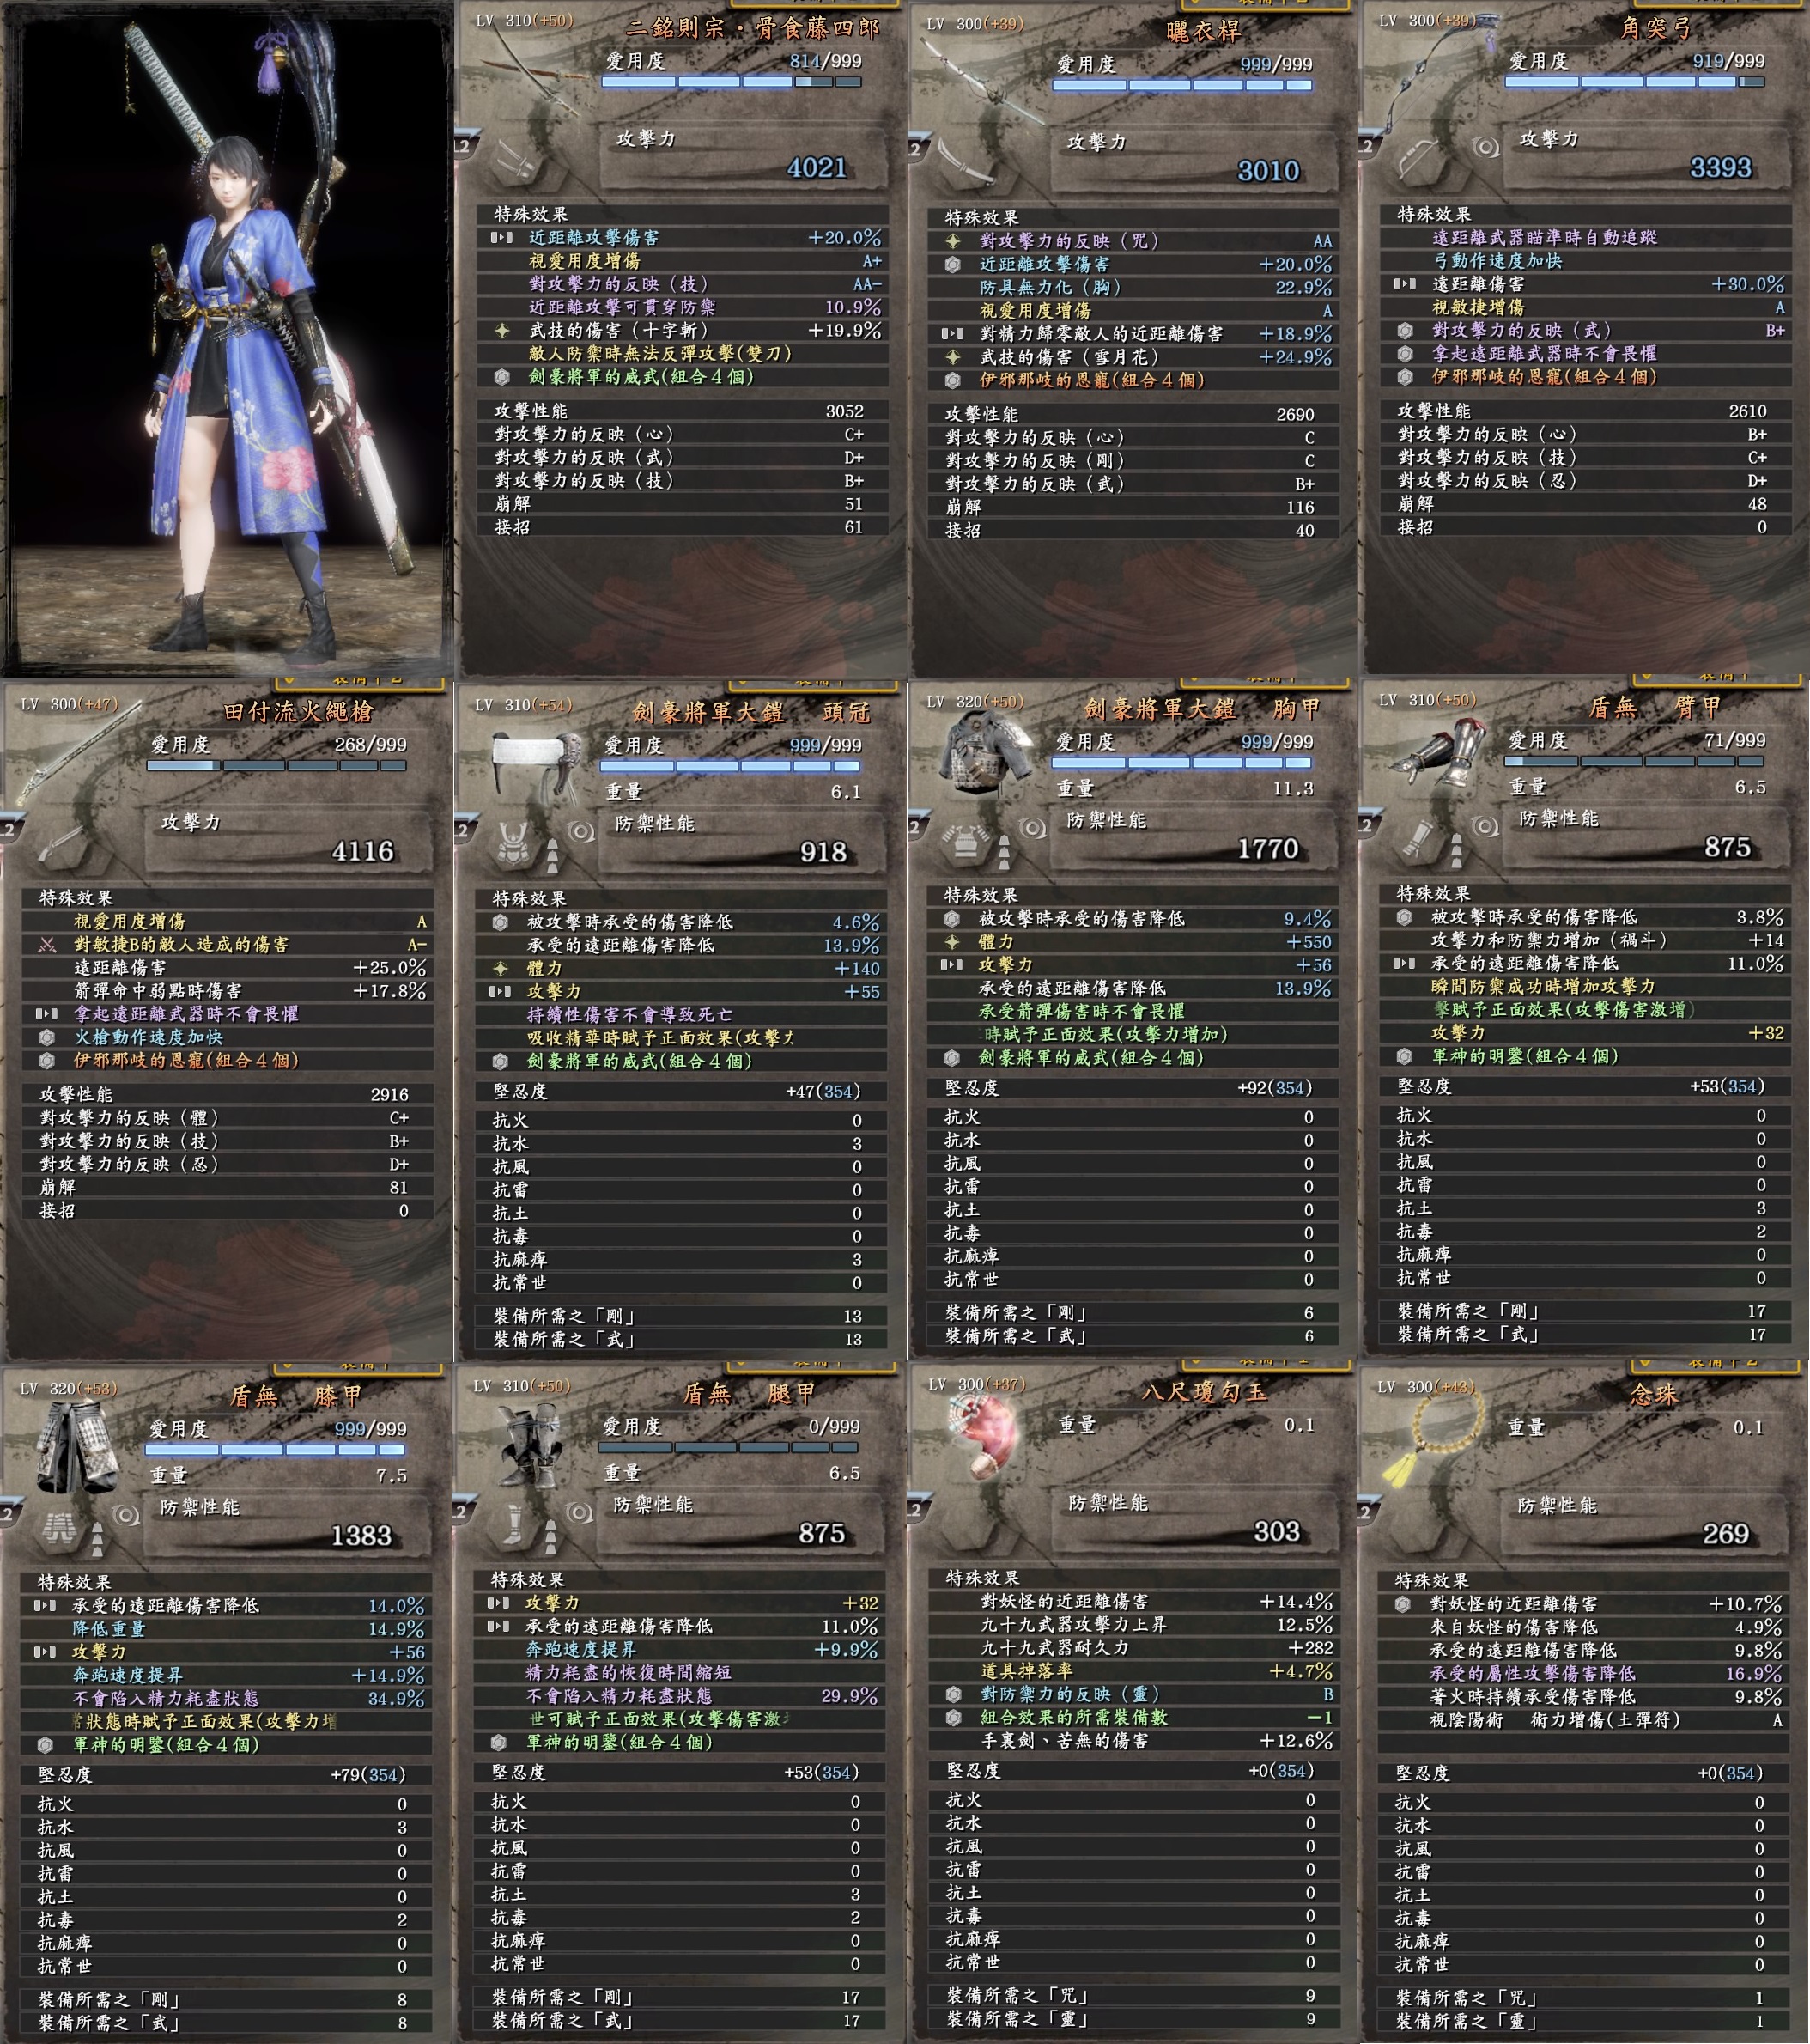 LV 310(+50)
二銘則宗・骨食藤四郎
愛用度 814/999
攻擊力
4021
特殊效果
近距離攻擊傷害 +20.0%
視愛用度增傷 A+
對攻擊力的反映（技） AA-
近距離攻擊可貫穿防禦 10.9%
武技的傷害（十字斬） +19.9%
敵人防禦時無法反彈攻擊(雙刀)
劍豪將軍的威武(組合4個)
攻擊性能 3052
對攻擊力的反映（心） C+
對攻擊力的反映（武） D+
對攻擊力的反映（技） B+
崩解 51
接招 61
LV 300(+39)
曬衣桿
愛用度 999/999
攻擊力
3010
特殊效果
對攻擊力的反映（咒） AA
近距離攻擊傷害 +20.0%
防具無力化（胸） 22.9%
視愛用度增傷 A
對精力歸零敵人的近距離傷害 +18.9%
武技的傷害（雪月花） +24.9%
伊邪那岐的恩寵(組合4個)
攻擊性能 2690
對攻擊力的反映（心） C
對攻擊力的反映（剛） C
對攻擊力的反映（武） B+
崩解 116
接招 40
LV 300(+39)
角突弓
愛用度 919/999
攻擊力
3393
特殊效果
遠距離武器瞄準時自動追蹤
弓動作速度加快
遠距離傷害 +30.0%
視敏捷增傷 A
對攻擊力的反映（武） B+
拿起遠距離武器時不會畏懼
伊邪那岐的恩寵(組合4個)
攻擊性能 2610
對攻擊力的反映（心） B+
對攻擊力的反映（技） C+
對攻擊力的反映（忍） D+
崩解 48
接招 0
LV 300(+47)
田付流火繩槍
愛用度 268/999
攻擊力
4116
特殊效果
視愛用度增傷 A
對敏捷B的敵人造成的傷害 A-
遠距離傷害 +25.0%
箭彈命中弱點時傷害 +17.8%
拿起遠距離武器時不會畏懼
火槍動作速度加快
伊邪那岐的恩寵(組合4個)
攻擊性能 2916
對攻擊力的反映（體） C+
對攻擊力的反映（技） B+
對攻擊力的反映（忍） D+
崩解 81
接招 0
LV 310(+54)
劍豪將軍大鎧 頭冠
愛用度 999/999
重量 6.1
防禦性能
918
特殊效果
被攻擊時承受的傷害降低 4.6%
承受的遠距離傷害降低 13.9%
體力 +140
攻擊力 +55
持續性傷害不會導致死亡
吸收精華時賦予正面效果(攻擊力
劍豪將軍的威武(組合4個)
堅忍度 +47(354)
抗火 0
抗水 3
抗風 0
抗雷 0
抗土 0
抗毒 0
抗麻痺 3
抗常世 0
裝備所需之「剛」 13
裝備所需之「武」 13
LV 320(+50)
劍豪將軍大鎧 胸甲
愛用度 999/999
重量 11.3
防禦性能
1770
特殊效果
被攻擊時承受的傷害降低 9.4%
體力 +550
攻擊力 +56
承受的遠距離傷害降低 13.9%
承受箭彈傷害時不會畏懼
時賦予正面效果(攻擊力增加)
劍豪將軍的威武(組合4個)
堅忍度 +92(354)
抗火 0
抗水 0
抗風 0
抗雷 0
抗土 0
抗毒 0
抗麻痺 0
抗常世 0
裝備所需之「剛」 6
裝備所需之「武」 6
LV 310(+50)
盾無 臂甲
愛用度 71/999
重量 6.5
防禦性能
875
特殊效果
被攻擊時承受的傷害降低 3.8%
攻擊力和防禦力增加（禍斗） +14
承受的遠距離傷害降低 11.0%
瞬間防禦成功時增加攻擊力
擊賦予正面效果(攻擊傷害激增)
攻擊力 +32
軍神的明鑒(組合4個)
堅忍度 +53(354)
抗火 0
抗水 0
抗風 0
抗雷 0
抗土 3
抗毒 2
抗麻痺 0
抗常世 0
裝備所需之「剛」 17
裝備所需之「武」 17
LV 320(+53)
盾無 膝甲
愛用度 999/999
重量 7.5
防禦性能
1383
特殊效果
承受的遠距離傷害降低 14.0%
降低重量 14.9%
攻擊力 +56
奔跑速度提昇 +14.9%
不會陷入精力耗盡狀態 34.9%
常狀態時賦予正面效果(攻擊力增
軍神的明鑒(組合4個)
堅忍度 +79(354)
抗火 0
抗水 3
抗風 0
抗雷 0
抗土 0
抗毒 2
抗麻痺 0
抗常世 0
裝備所需之「剛」 8
裝備所需之「武」 8
LV 310(+50)
盾無 腿甲
愛用度 0/999
重量 6.5
防禦性能
875
特殊效果
攻擊力 +32
承受的遠距離傷害降低 11.0%
奔跑速度提昇 +9.9%
精力耗盡的恢復時間縮短
不會陷入精力耗盡狀態 29.9%
世可賦予正面效果(攻擊傷害激
軍神的明鑒(組合4個)
堅忍度 +53(354)
抗火 0
抗水 0
抗風 0
抗雷 0
抗土 3
抗毒 2
抗麻痺 0
抗常世 0
裝備所需之「剛」 17
裝備所需之「武」 17
LV 300(+37)
八尺瓊勾玉
重量 0.1
防禦性能
303
特殊效果
對妖怪的近距離傷害 +14.4%
九十九武器攻擊力上昇 12.5%
九十九武器耐久力 +282
道具掉落率 +4.7%
對防禦力的反映（靈） B
組合效果的所需裝備數 -1
手裏劍、苦無的傷害 +12.6%
堅忍度 +0(354)
抗火 0
抗水 0
抗風 0
抗雷 0
抗土 0
抗毒 0
抗麻痺 0
抗常世 0
裝備所需之「咒」 9
裝備所需之「靈」 9
LV 300(+43)
念珠
重量 0.1
防禦性能
269
特殊效果
對妖怪的近距離傷害 +10.7%
來自妖怪的傷害降低 4.9%
承受的遠距離傷害降低 9.8%
承受的屬性攻擊傷害降低 16.9%
著火時持續承受傷害降低 9.8%
視陰陽術 術力增傷(土彈符) A
堅忍度 +0(354)
抗火 0
抗水 0
抗風 0
抗雷 0
抗土 0
抗毒 0
抗麻痺 0
抗常世 0
裝備所需之「咒」 1
裝備所需之「靈」 1